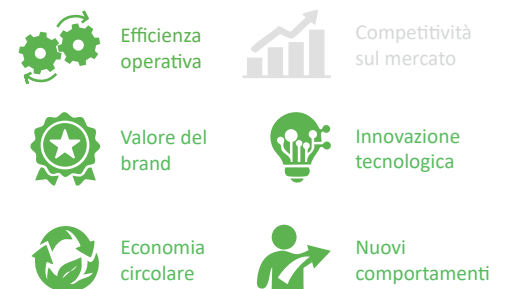 Efficienza
operativa
Competitività
sul mercato
Valore del
brand
Innovazione
tecnologica
Economia
circolare
Nuovi
comportamenti